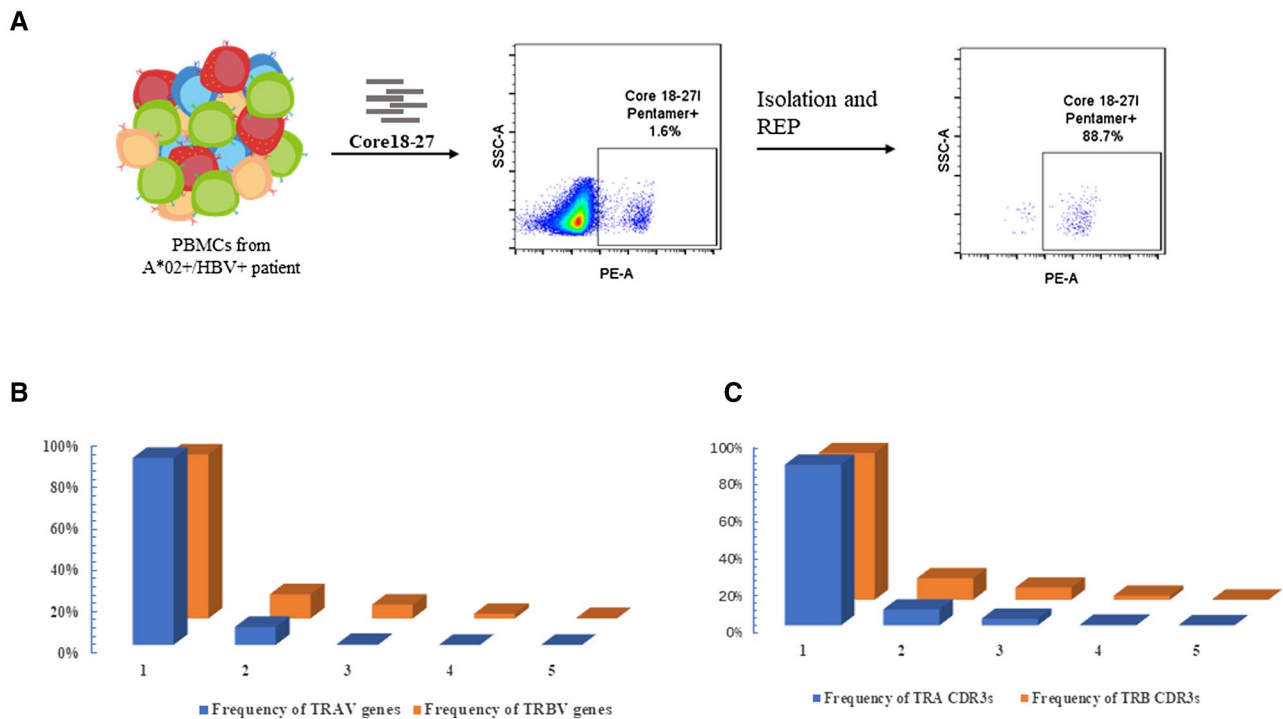 A
PBMCs from
A*02+/HBV+ patient
Core18-27
SSC-A
Core 18-27I
Pentamer+
1.6%
PE-A
Isolation and
REP
SSC-A
Core 18-27I
Pentamer+
88.7%
PE-A
B
100%
80%
60%
40%
20%
0%
1 2 3 4 5
Frequency of TRAV genes Frequency of TRBV genes
C
100%
80%
60%
40%
20%
0%
1 2 3 4 5
Frequency of TRA CDR3s Frequency of TRB CDR3s